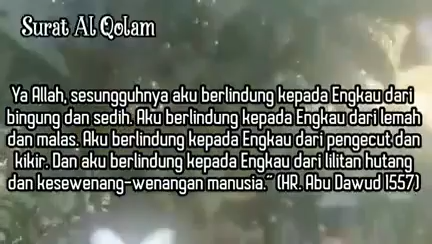 Surat Al Qolam
Ya Allah, sesungguhnya aku berlindung kepada Engkau dari
bingung dan sedih. Aku berlindung kepada Engkau dari lemah
dan malas. Aku berlindung kepada Engkau dari pengecut dan
kikir. Dan aku berlindung kepada Engkau dari lilitan hutang
dan kesewenang-wenangan manusia.” (HR. Abu Dawud 1557)